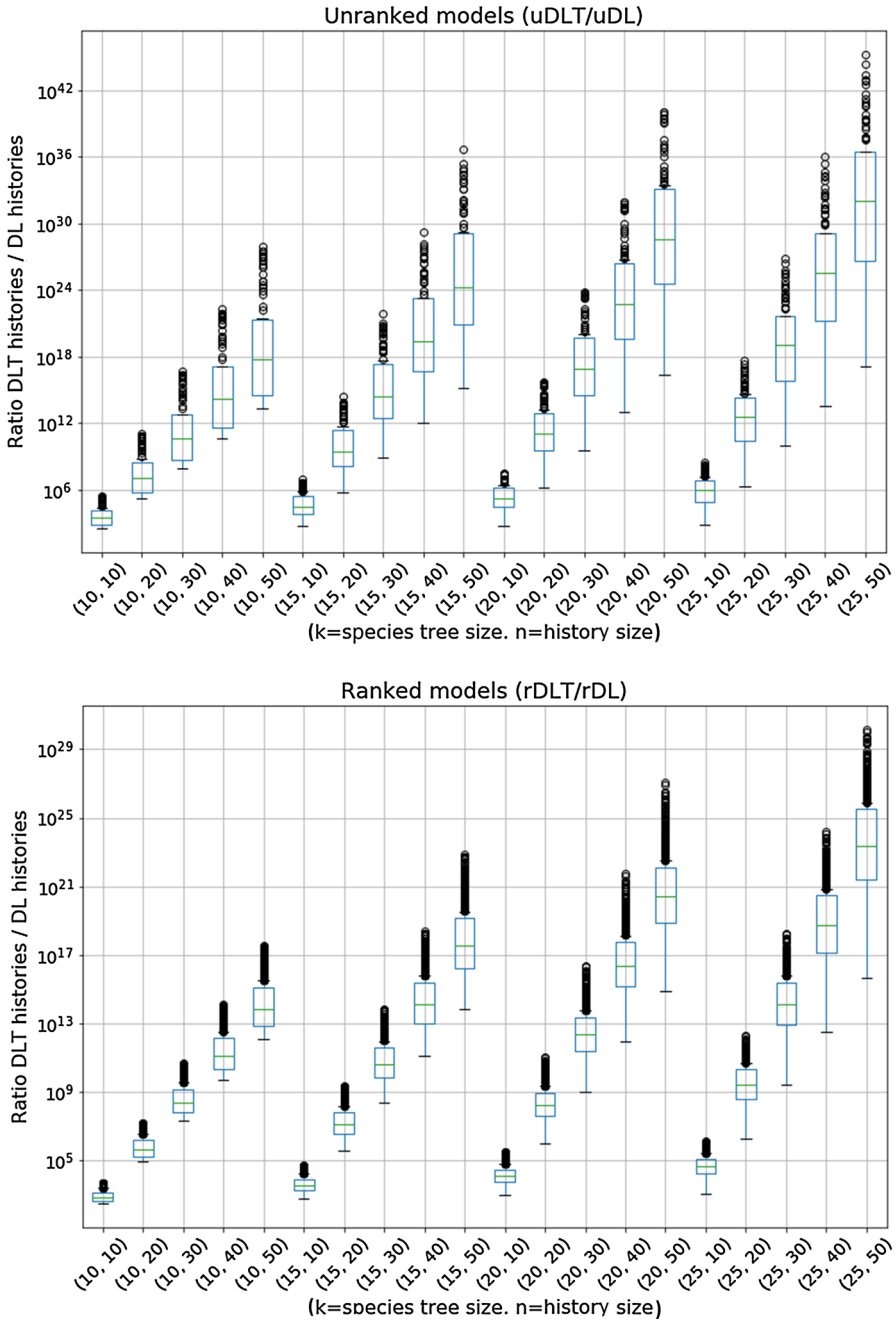 Unranked models (uDLT/uDL)
Ratio DLT histories / DL histories
10^42
10^36
10^30
10^24
10^18
10^12
10^6
(10, 10) (10, 20) (10, 30) (10, 40) (10, 50) (15, 10) (15, 20) (15, 30) (15, 40) (15, 50) (20, 10) (20, 20) (20, 30) (20, 40) (20, 50) (25, 10) (25, 20) (25, 30) (25, 40) (25, 50)
(k=species tree size. n=history size)
Ranked models (rDLT/rDL)
Ratio DLT histories / DL histories
10^29
10^25
10^21
10^17
10^13
10^9
10^5
(10, 10) (10, 20) (10, 30) (10, 40) (10, 50) (15, 10) (15, 20) (15, 30) (15, 40) (15, 50) (20, 10) (20, 20) (20, 30) (20, 40) (20, 50) (25, 10) (25, 20) (25, 30) (25, 40) (25, 50)
(k=species tree size. n=history size)